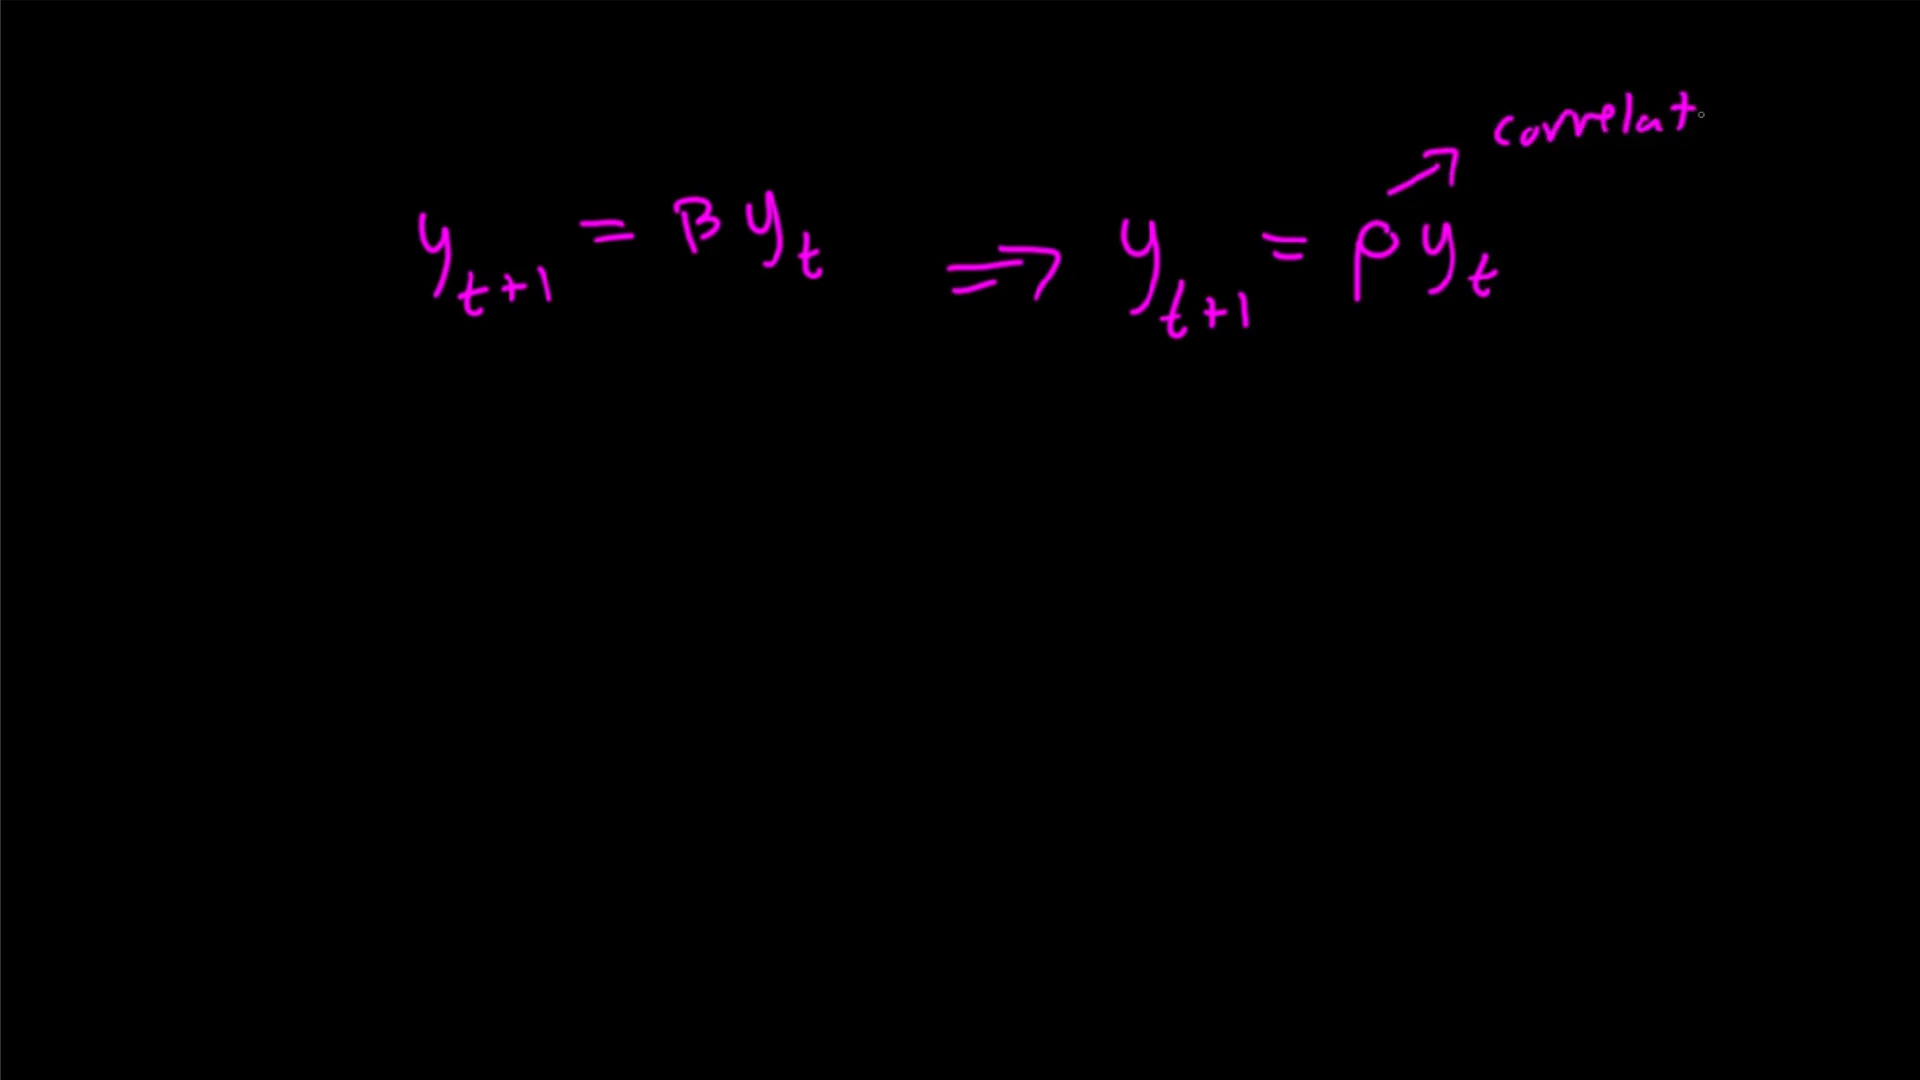 correlat
y_{t+1} = β y_t ⇒ y_{t+1} = ρ y_t